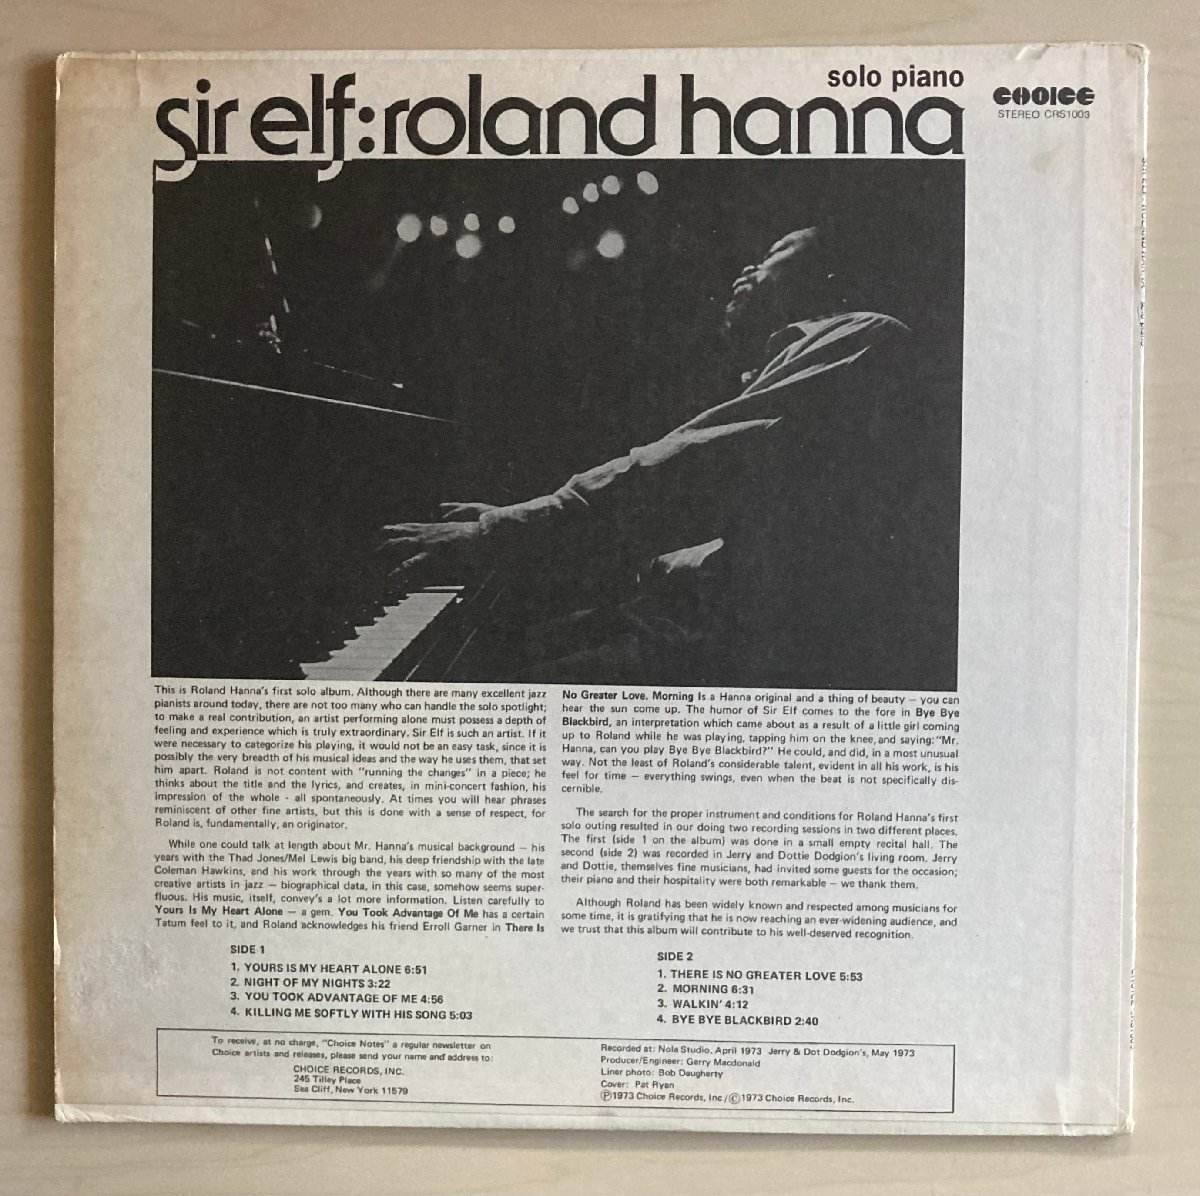 solo piano
sir elf:roland hanna
CHOICE
STEREO CRS1003
This is Roland Hanna's first solo album. Although there are many excellent jazz
pianists around today, there are not too many who can handle the solo spotlight;
to make a real contribution, an artist performing alone must possess a depth of
feeling and experience which is truly extraordinary. Sir Elf is such an artist. If it
were necessary to categorize his playing, it would not be an easy task, since it is
possibly the very breadth of his musical ideas and the way he uses them, that set
him apart. Roland is not content with "running the changes" in a piece; he
thinks about the title and the lyrics, and creates, in mini-concert fashion, his
impression of the whole - all spontaneously. At times you will hear phrases
reminiscent of other fine artists, but this is done with a sense of respect, for
Roland is, fundamentally, an originator.
While one could talk at length about Mr. Hanna's musical background — his
years with the Thad Jones/Mel Lewis big band, his deep friendship with the late
Coleman Hawkins, and his work through the years with so many of the most
creative artists in jazz — biographical data, in this case, somehow seems super-
fluous. His music, itself, convey's a lot more information. Listen carefully to
Yours Is My Heart Alone — a gem. You Took Advantage Of Me has a certain
Tatum feel to it, and Roland acknowledges his friend Erroll Garner in There Is
No Greater Love. Morning Is a Hanna original and a thing of beauty — you can
hear the sun come up. The humor of Sir Elf comes to the fore in Bye Bye
Blackbird, an interpretation which came about as a result of a little girl coming
up to Roland while he was playing, tapping him on the knee, and saying: "Mr.
Hanna, can you play Bye Bye Blackbird?" He could, and did, in a most unusual
way. Not the least of Roland's considerable talent, evident in all his work, is his
feel for time — everything swings, even when the beat is not specifically dis-
cernible.
The search for the proper instrument and conditions for Roland Hanna's first
solo outing resulted in our doing two recording sessions in two different places.
The first (side 1 on the album) was done in a small empty recital hall. The
second (side 2) was recorded in Jerry and Dottie Dodgion's living room. Jerry
and Dottie, themselves fine musicians, had invited some guests for the occasion;
their piano and their hospitality were both remarkable — we thank them.
Although Roland has been widely known and respected among musicians for
some time, it is gratifying that he is now reaching an ever-widening audience, and
we trust that this album will contribute to his well-deserved recognition.
SIDE 1
1. YOURS IS MY HEART ALONE 6:51
2. NIGHT OF MY NIGHTS 3:22
3. YOU TOOK ADVANTAGE OF ME 4:56
4. KILLING ME SOFTLY WITH HIS SONG 5:03
SIDE 2
1. THERE IS NO GREATER LOVE 5:53
2. MORNING 6:31
3. WALKIN' 4:12
4. BYE BYE BLACKBIRD 2:40
To receive, at no charge, "Choice Notes" a regular newsletter on
Choice artists and releases, please send your name and address to:
CHOICE RECORDS, INC.
245 Tilley Place
Sea Cliff, New York 11579
Recorded at: Nola Studio, April 1973 Jerry & Dot Dodgion's, May 1973
Producer/Engineer: Gerry Macdonald
Liner photo: Bob Daugherty
Cover: Pat Ryan
Ⓟ1973 Choice Records, Inc/©1973 Choice Records, Inc.